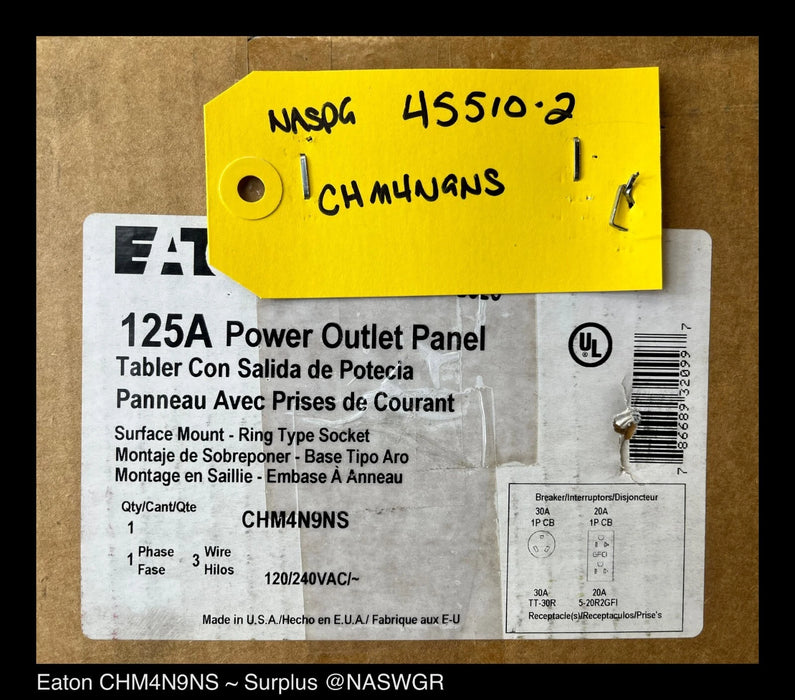 NASPG 45510-2
CHM4N9NS
125A Power Outlet Panel
Tabler Con Salida de Potecia
Panneau Avec Prises de Courant
Surface Mount - Ring Type Socket
Montaje de Sobreponer - Base Tipo Aro
Montage en Saillie - Embase À Anneau
Qty/Cant/Qte
1
CHM4N9NS
1 Phase 3 Wire
Fase Hilos
120/240VAC/~
Made in U.S.A./Hecho en E.U.A./ Fabrique aux E-U
UL
7 86689 32099 7
Breaker/Interruptors/Disjoncteur
30A 20A
1P CB 1P CB
GFCI
30A 20A
TT-30R 5-20R2GFI
Receptacle(s)/Receptaculos/Prise's
Eaton CHM4N9NS ~ Surplus @NASWGR